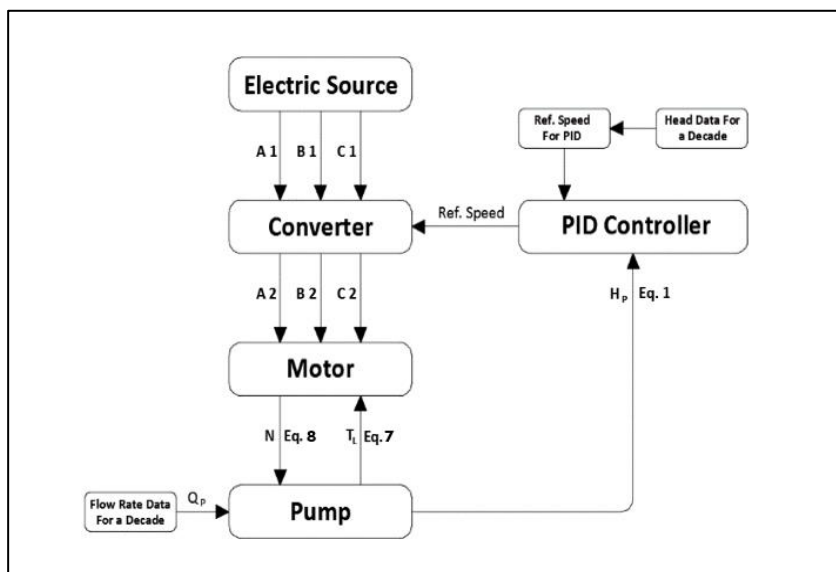 Electric Source
A 1 B 1 C 1
Ref. Speed
For PID
Head Data For
a Decade
Converter
Ref. Speed
PID Controller
A 2 B 2 C 2
H P Eq. 1
Motor
N Eq. 8 T L Eq. 7
Flow Rate Data
For a Decade
Q P
Pump